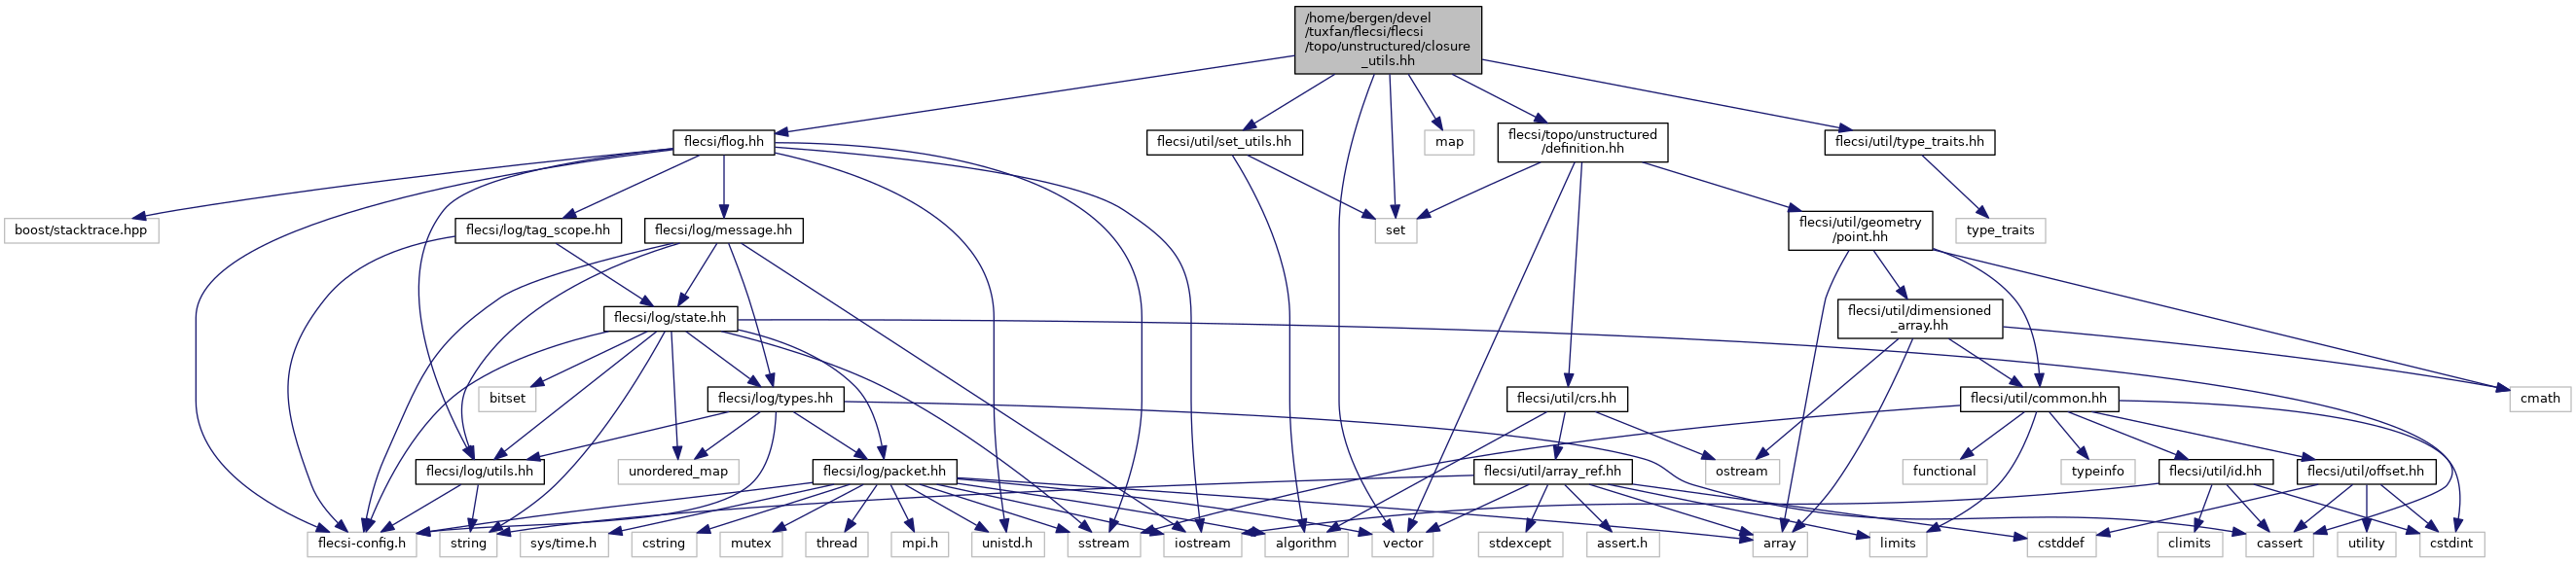 /home/bergen/devel
/tuxfan/flecsi/flecsi
/topo/unstructured/closure
_utils.hh
flecsi/flog.hh
flecsi/util/set_utils.hh
map
flecsi/topo/unstructured
/definition.hh
flecsi/util/type_traits.hh
boost/stacktrace.hpp
flecsi/log/tag_scope.hh
flecsi/log/message.hh
set
flecsi/util/geometry
/point.hh
type_traits
flecsi/log/state.hh
flecsi/util/dimensioned
_array.hh
bitset
flecsi/log/types.hh
flecsi/util/crs.hh
flecsi/util/common.hh
cmath
flecsi/log/utils.hh
unordered_map
flecsi/log/packet.hh
flecsi/util/array_ref.hh
ostream
functional
typeinfo
flecsi/util/id.hh
flecsi/util/offset.hh
flecsi-config.h
string
sys/time.h
cstring
mutex
thread
mpi.h
unistd.h
sstream
iostream
algorithm
vector
stdexcept
assert.h
array
limits
cstddef
climits
cassert
utility
cstdint